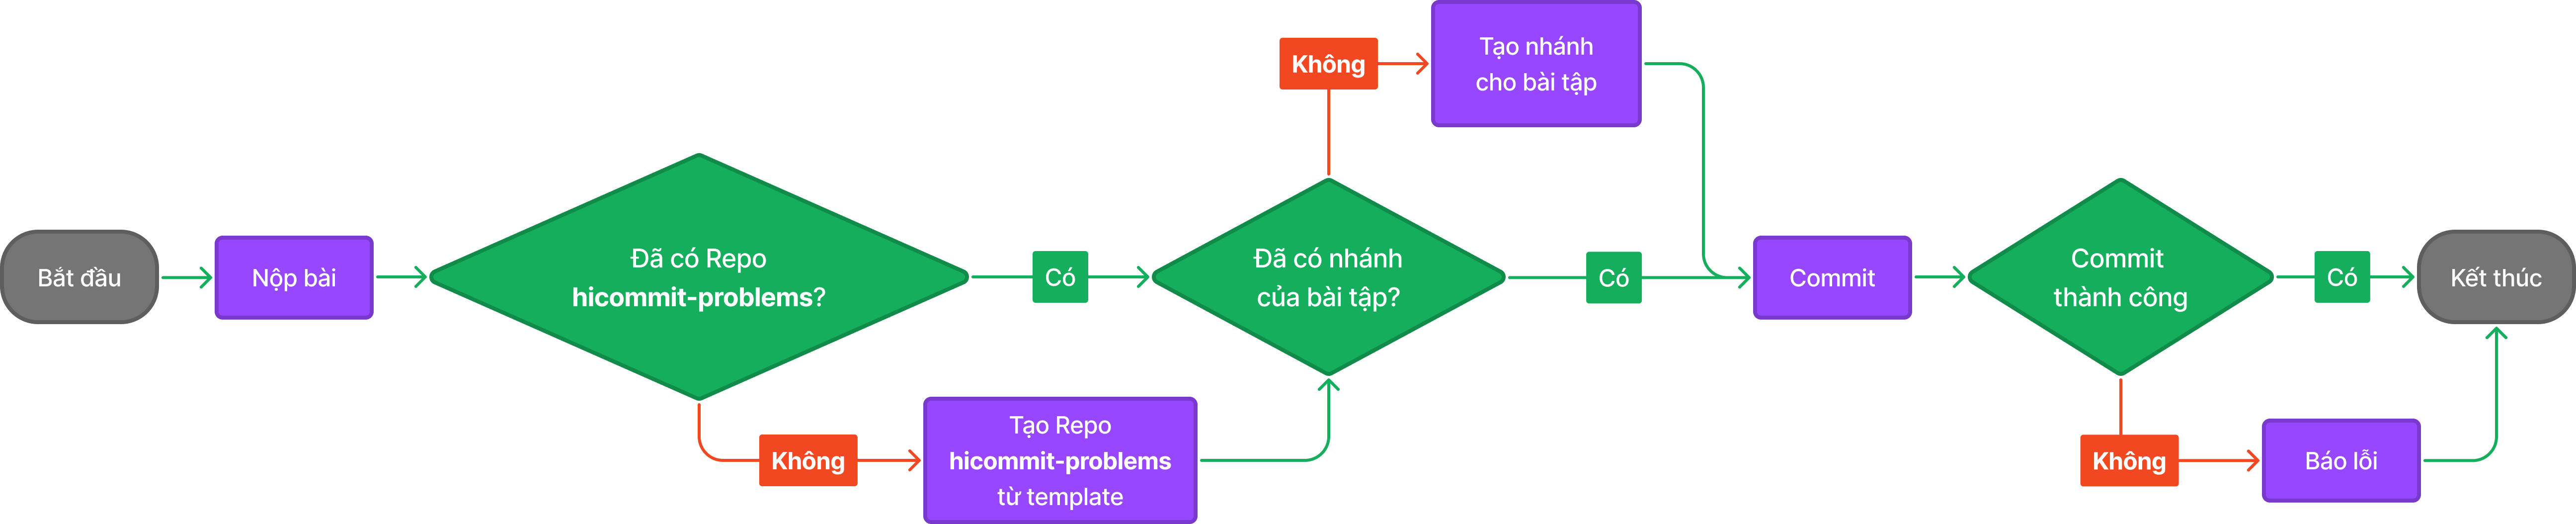 Bắt đầu
Nộp bài
Đã có Repo
hicommit-problems?
Có
Không
Tạo Repo
hicommit-problems
từ template
Đã có nhánh
của bài tập?
Không
Tạo nhánh
cho bài tập
Có
Commit
Commit
thành công
Có
Không
Báo lỗi
Kết thúc